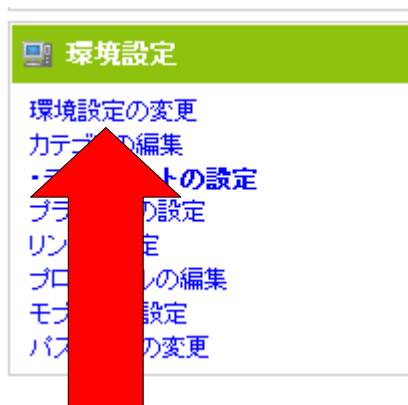 環境設定
環境設定の変更
カテゴ の編集
・テ トの設定
プラ の設定
リン 定
プロ ルの編集
モブ 設定
パス の変更